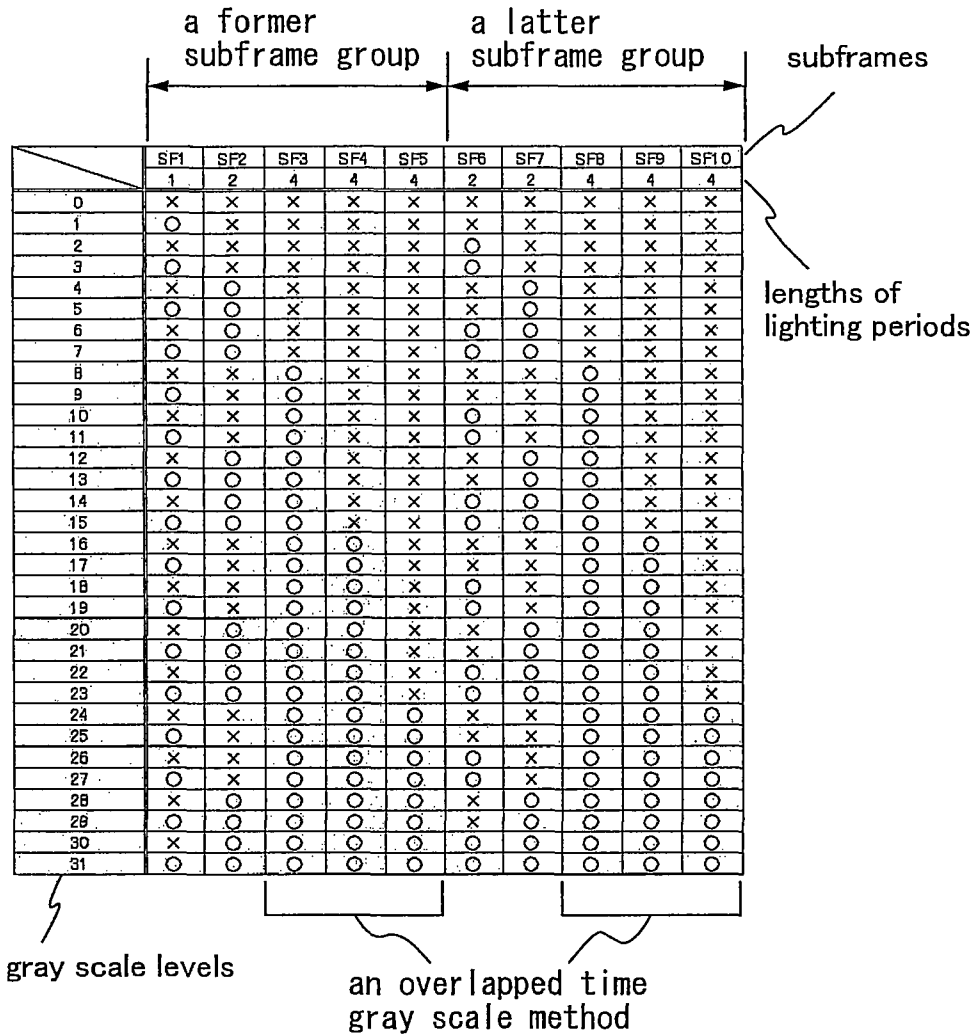 a former
subframe group
a latter
subframe group
subframes
SF1 SF2 SF3 SF4 SF5 SF6 SF7 SF8 SF9 SF10
1 2 4 4 4 2 2 4 4 4
0 × × × × × × × × × ×
1 ○ × × × × × × × × ×
2 × × × × × ○ × × × ×
3 ○ × × × × ○ × × × ×
4 × ○ × × × × ○ × × ×
5 ○ ○ × × × × ○ × × ×
6 × ○ × × × ○ ○ × × ×
7 ○ ○ × × × ○ ○ × × ×
8 × × ○ × × × × ○ × ×
9 ○ × ○ × × × × ○ × ×
10 × × ○ × × ○ × ○ × ×
11 ○ × ○ × × ○ × ○ × ×
12 × ○ ○ × × × ○ ○ × ×
13 ○ ○ ○ × × × ○ ○ × ×
14 × ○ ○ × × ○ ○ ○ × ×
15 ○ ○ ○ × × ○ ○ ○ × ×
16 × × ○ ○ × × × ○ ○ ×
17 ○ × ○ ○ × × × ○ ○ ×
18 × × ○ ○ × ○ × ○ ○ ×
19 ○ × ○ ○ × ○ × ○ ○ ×
20 × ○ ○ ○ × × ○ ○ ○ ×
21 ○ ○ ○ ○ × × ○ ○ ○ ×
22 × ○ ○ ○ × ○ ○ ○ ○ ×
23 ○ ○ ○ ○ × ○ ○ ○ ○ ×
24 × × ○ ○ ○ × × ○ ○ ○
25 ○ × ○ ○ ○ × × ○ ○ ○
26 × × ○ ○ ○ ○ × ○ ○ ○
27 ○ × ○ ○ ○ ○ × ○ ○ ○
28 × ○ ○ ○ ○ × ○ ○ ○ ○
29 ○ ○ ○ ○ ○ × ○ ○ ○ ○
30 × ○ ○ ○ ○ ○ ○ ○ ○ ○
31 ○ ○ ○ ○ ○ ○ ○ ○ ○ ○
lengths of
lighting periods
gray scale levels
an overlapped time
gray scale method